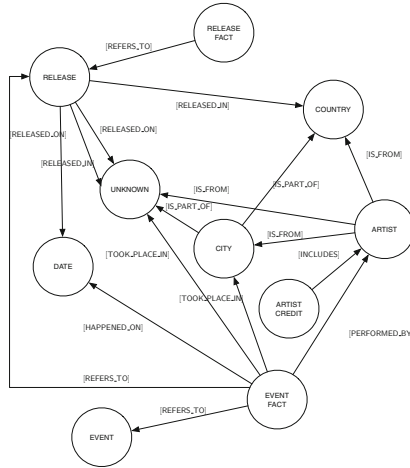 RELEASE
FACT
[REFERS_TO]
RELEASE
[RELEASED_IN]
COUNTRY
[RELEASED_ON]
[RELEASED_ON]
[RELEASED_IN]
[IS_FROM]
UNKNOWN
[IS_FROM]
[IS_PART_OF]
[IS_PART_OF]
ARTIST
[IS_FROM]
CITY
[TOOK_PLACE_IN]
[INCLUDES]
DATE
[TOOK_PLACE_IN]
ARTIST
CREDIT
[HAPPENED_ON]
[PERFORMED_BY]
[REFERS_TO]
EVENT
FACT
[REFERS_TO]
EVENT